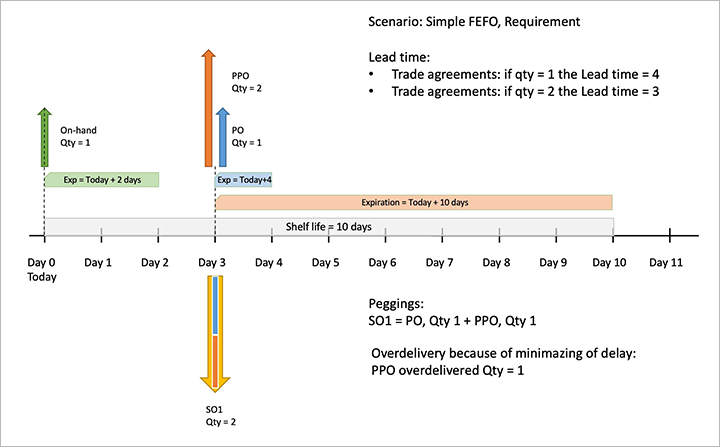 Scenario: Simple FEFO, Requirement
Lead time:
• Trade agreements: if qty = 1 the Lead time = 4
• Trade agreements: if qty = 2 the Lead time = 3
PPO
Qty = 2
On-hand
Qty = 1
PO
Qty = 1
Exp = Today + 2 days
Exp = Today+4
Expiration = Today + 10 days
Shelf life = 10 days
Day 0 Day 1 Day 2 Day 3 Day 4 Day 5 Day 6 Day 7 Day 8 Day 9 Day 10 Day 11
Today
Peggings:
SO1 = PO, Qty 1 + PPO, Qty 1
Overdelivery because of minimazing of delay:
PPO overdelivered Qty = 1
SO1
Qty = 2